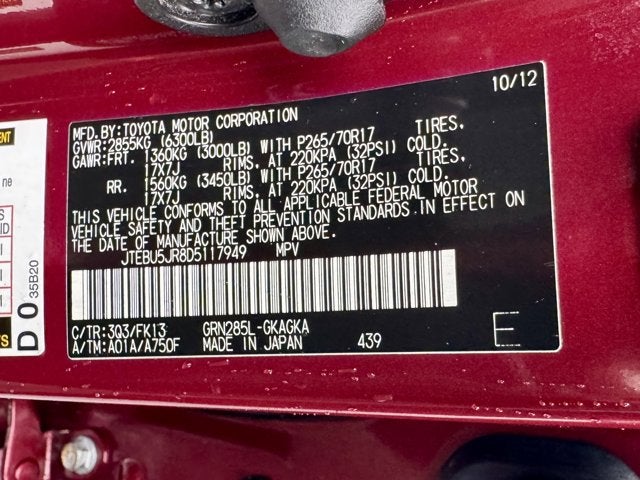 10/12
MFD.BY:TOYOTA MOTOR CORPORATION
GVWR:2855KG (6300LB)
GAWR:FRT. 1360KG (3000LB) WITH P265/70R17 TIRES,
17X7J RIMS, AT 220KPA (32PSI) COLD.
RR. 1560KG (3450LB) WITH P265/70R17 TIRES,
17X7J RIMS, AT 220KPA (32PSI) COLD.
THIS VEHICLE CONFORMS TO ALL APPLICABLE FEDERAL MOTOR
VEHICLE SAFETY AND THEFT PREVENTION STANDARDS IN EFFECT ON
THE DATE OF MANUFACTURE SHOWN ABOVE.
JTEBU5JR8D5117949 MPV
C/TR:3Q3/FK13 GRN285L-GKAGKA
A/TM:A01A/A750F MADE IN JAPAN 439
E
ENT
ne
S
ID
D 0 35B20